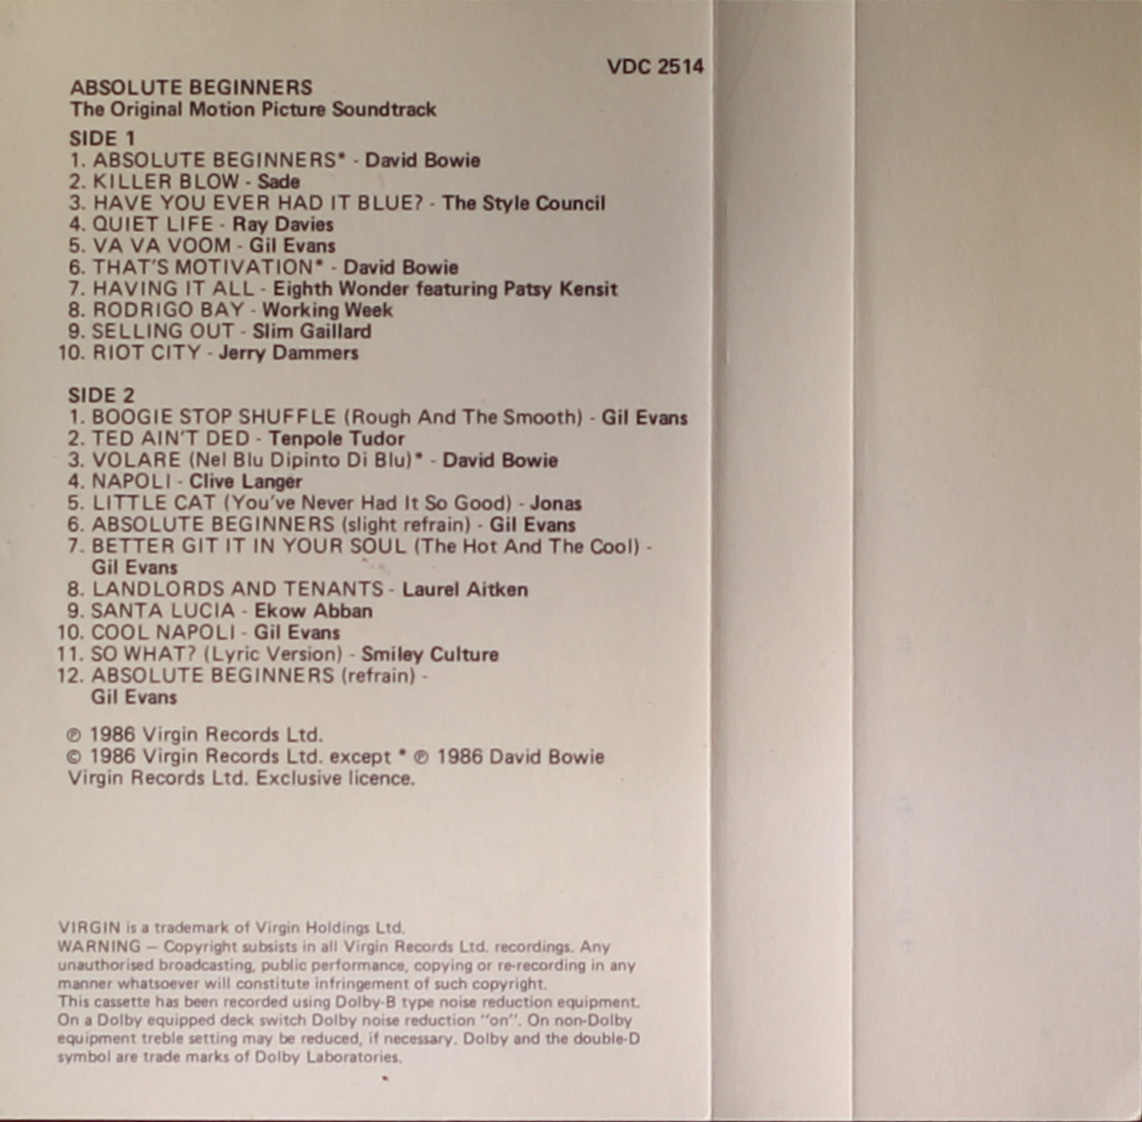 VDC 2514
ABSOLUTE BEGINNERS
The Original Motion Picture Soundtrack
SIDE 1
1. ABSOLUTE BEGINNERS* - David Bowie
2. KILLER BLOW - Sade
3. HAVE YOU EVER HAD IT BLUE? - The Style Council
4. QUIET LIFE - Ray Davies
5. VA VA VOOM - Gil Evans
6. THAT'S MOTIVATION* - David Bowie
7. HAVING IT ALL - Eighth Wonder featuring Patsy Kensit
8. RODRIGO BAY - Working Week
9. SELLING OUT - Slim Gaillard
10. RIOT CITY - Jerry Dammers
SIDE 2
1. BOOGIE STOP SHUFFLE (Rough And The Smooth) - Gil Evans
2. TED AIN'T DED - Tenpole Tudor
3. VOLARE (Nel Blu Dipinto Di Blu)* - David Bowie
4. NAPOLI - Clive Langer
5. LITTLE CAT (You've Never Had It So Good) - Jonas
6. ABSOLUTE BEGINNERS (slight refrain) - Gil Evans
7. BETTER GIT IT IN YOUR SOUL (The Hot And The Cool) -
Gil Evans
8. LANDLORDS AND TENANTS - Laurel Aitken
9. SANTA LUCIA - Ekow Abban
10. COOL NAPOLI - Gil Evans
11. SO WHAT? (Lyric Version) - Smiley Culture
12. ABSOLUTE BEGINNERS (refrain) -
Gil Evans
℗ 1986 Virgin Records Ltd.
© 1986 Virgin Records Ltd. except * ℗ 1986 David Bowie
Virgin Records Ltd. Exclusive licence.
VIRGIN is a trademark of Virgin Holdings Ltd.
WARNING — Copyright subsists in all Virgin Records Ltd. recordings. Any
unauthorised broadcasting, public performance, copying or re-recording in any
manner whatsoever will constitute infringement of such copyright.
This cassette has been recorded using Dolby-B type noise reduction equipment.
On a Dolby equipped deck switch Dolby noise reduction "on". On non-Dolby
equipment treble setting may be reduced, if necessary. Dolby and the double-D
symbol are trade marks of Dolby Laboratories.